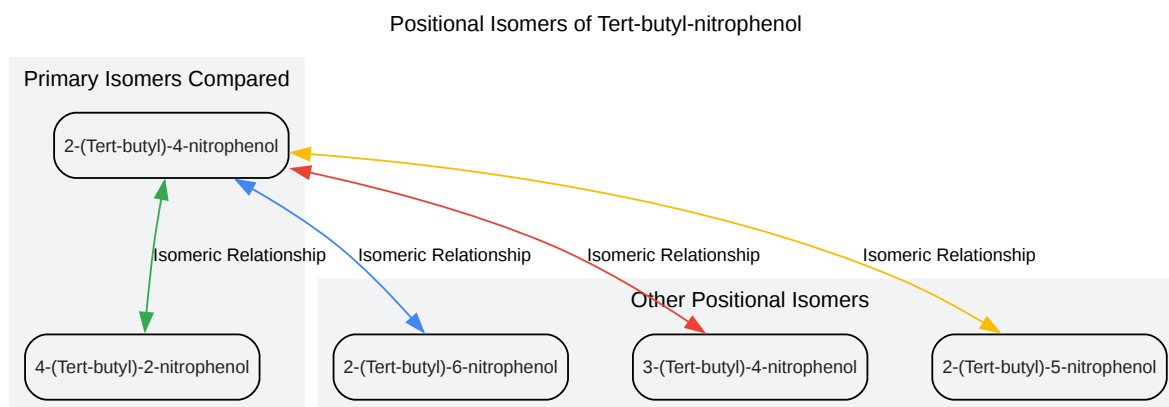 Positional Isomers of Tert-butyl-nitrophenol
Primary Isomers Compared
2-(Tert-butyl)-4-nitrophenol
Isomeric Relationship
Isomeric Relationship
Isomeric Relationship
Isomeric Relationship
Other Positional Isomers
4-(Tert-butyl)-2-nitrophenol
2-(Tert-butyl)-6-nitrophenol
3-(Tert-butyl)-4-nitrophenol
2-(Tert-butyl)-5-nitrophenol